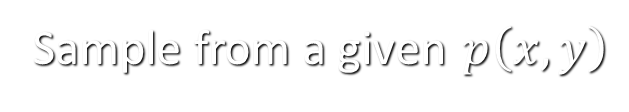 Sample from a given p(x, y)